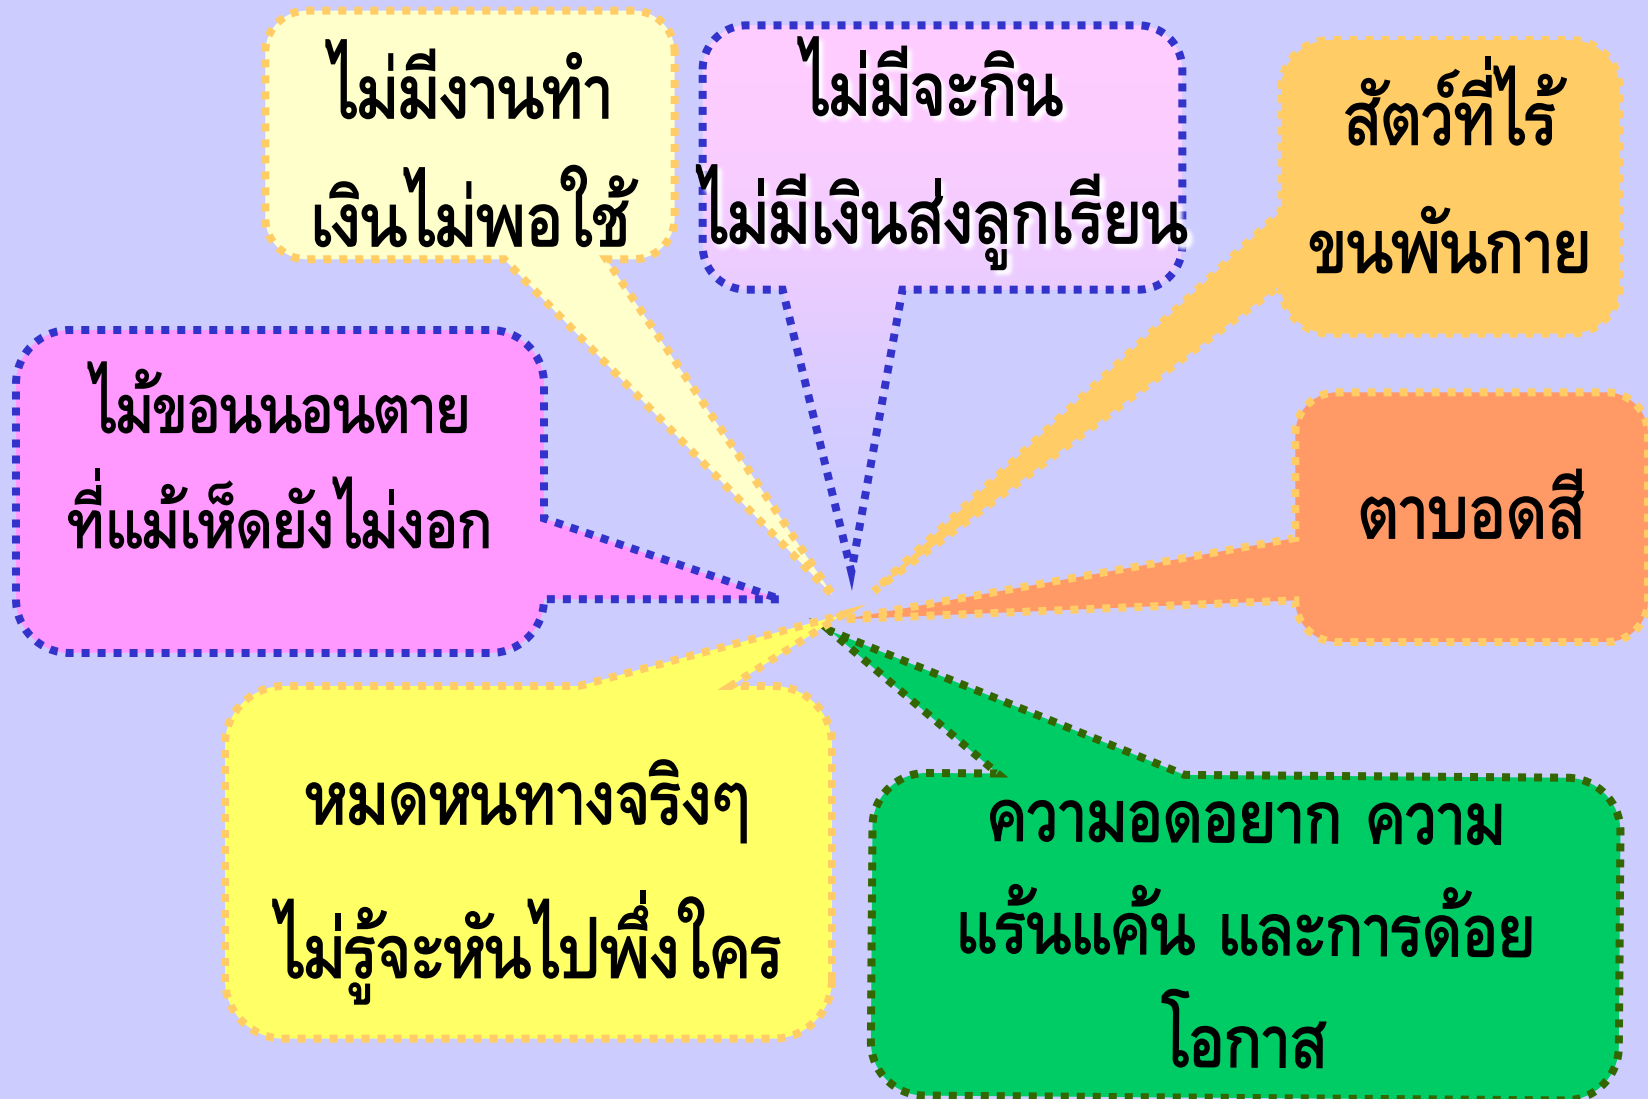 ไม่มีงานทำ
เงินไม่พอใช้
ไม่มีจะกิน
ไม่มีเงินส่งลูกเรียน
สัตว์ที่ไร้
ขนพันกาย
ไม้ขอนนอนตาย
ที่แม้เห็ดยังไม่งอก
ตาบอดสี
หมดหนทางจริงๆ
ไม่รู้จะหันไปพึ่งใคร
ความอดอยาก ความ
แร้นแค้น และการด้อย
โอกาส